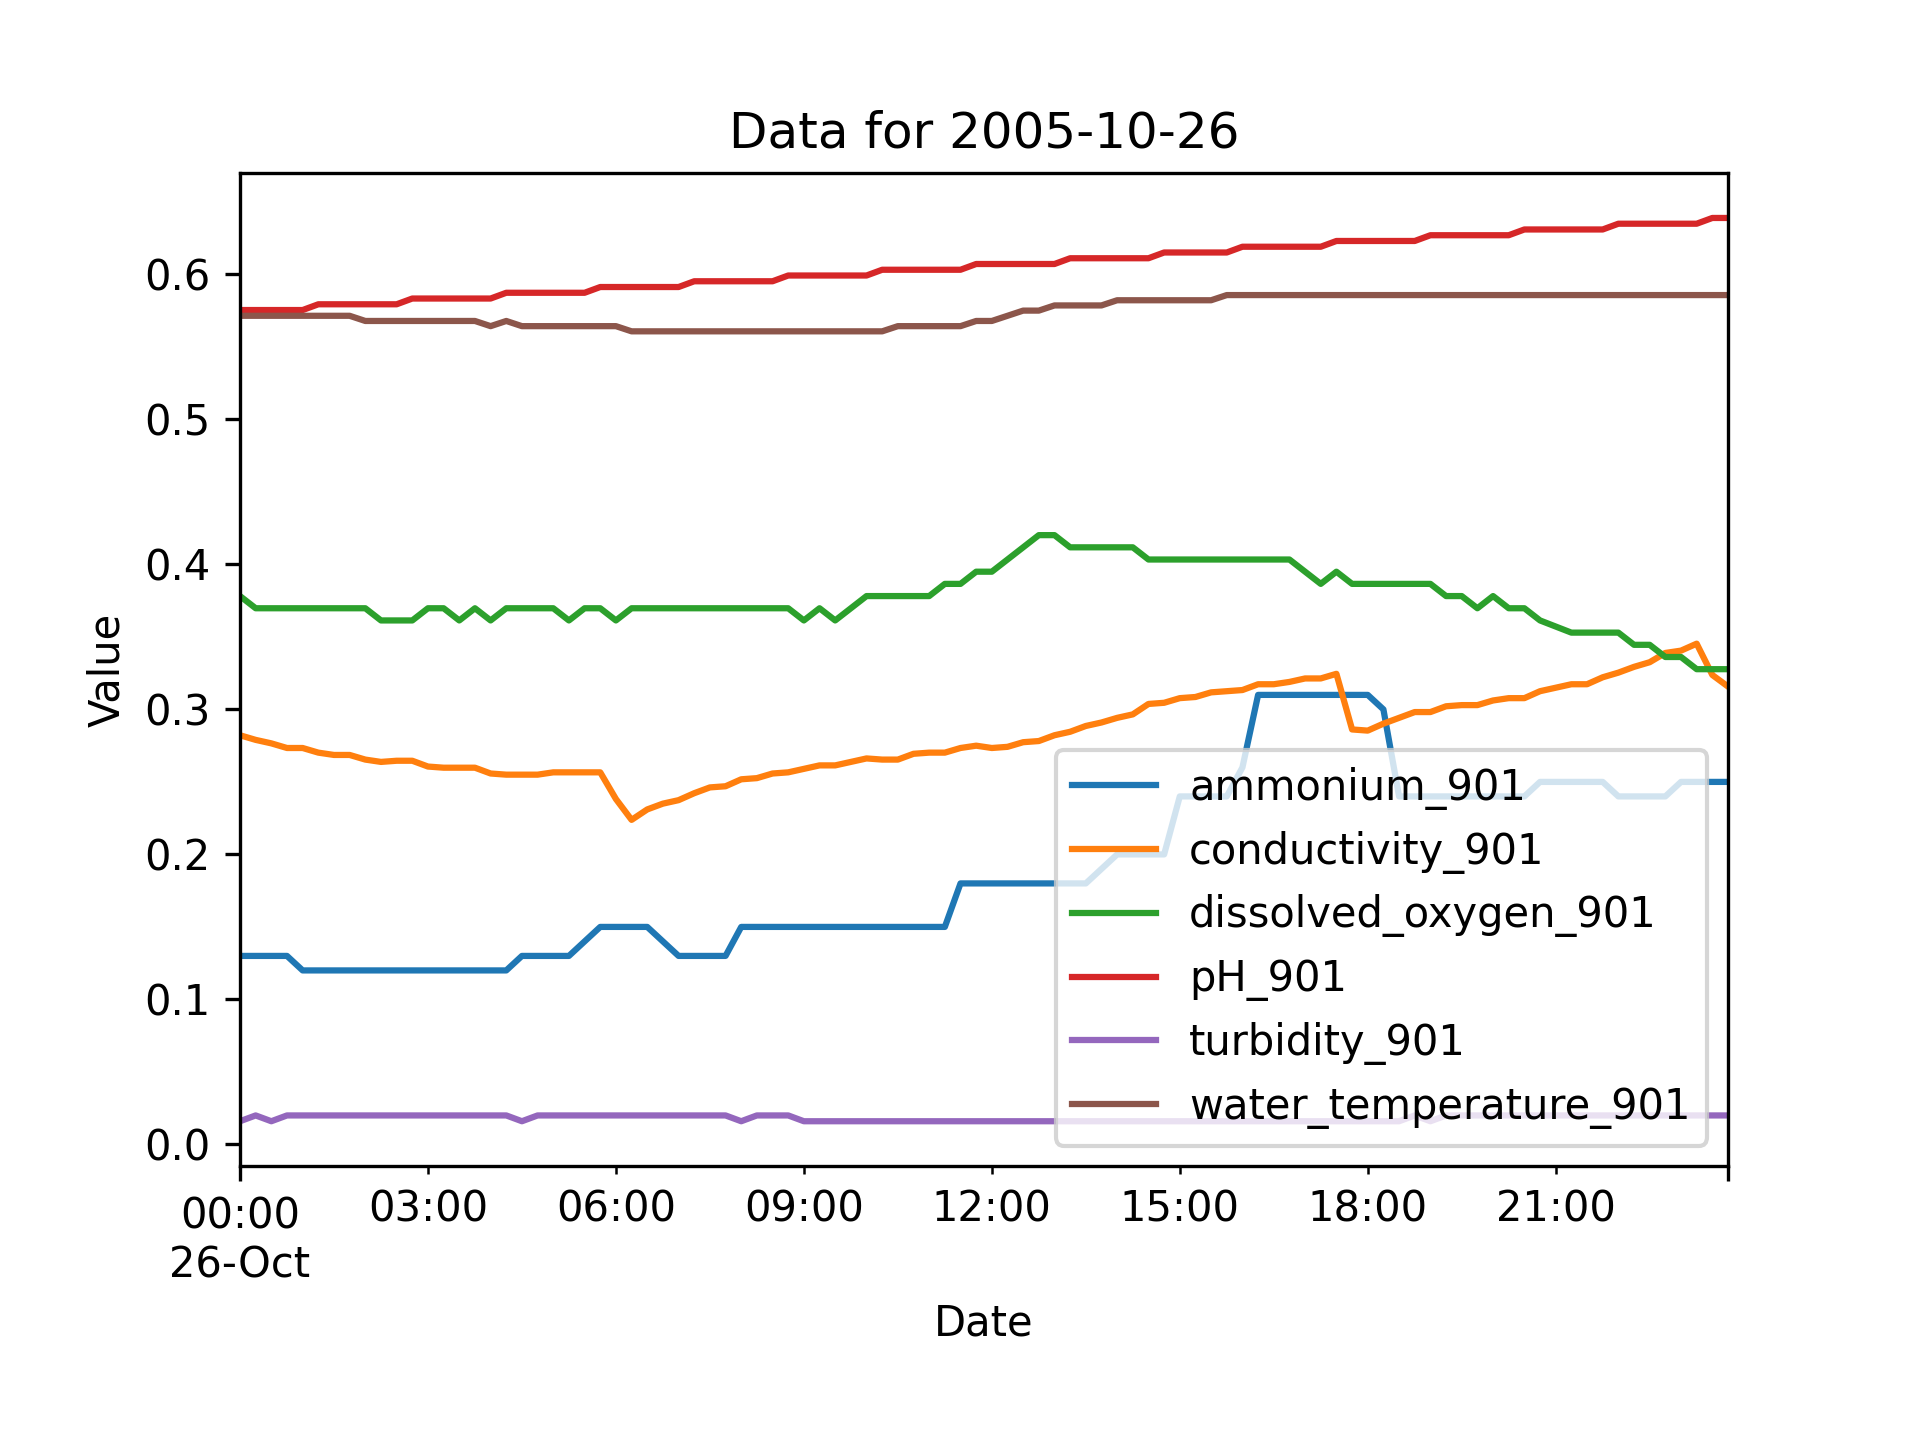 Data for 2005-10-26
Value
0.6
0.5
0.4
0.3
0.2
0.1
0.0
ammonium_901
conductivity_901
dissolved_oxygen_901
pH_901
turbidity_901
water_temperature_901
00:00 03:00 06:00 09:00 12:00 15:00 18:00 21:00
26-Oct
Date